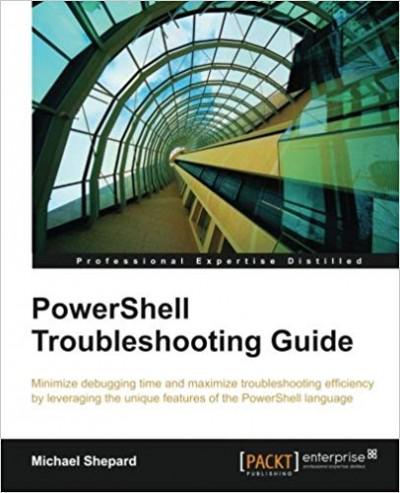 Professional Expertise Distilled
PowerShell
Troubleshooting Guide
Minimize debugging time and maximize troubleshooting efficiency
by leveraging the unique features of the PowerShell language
Michael Shepard
[PACKT] enterprise
PUBLISHING professional expertise distilled